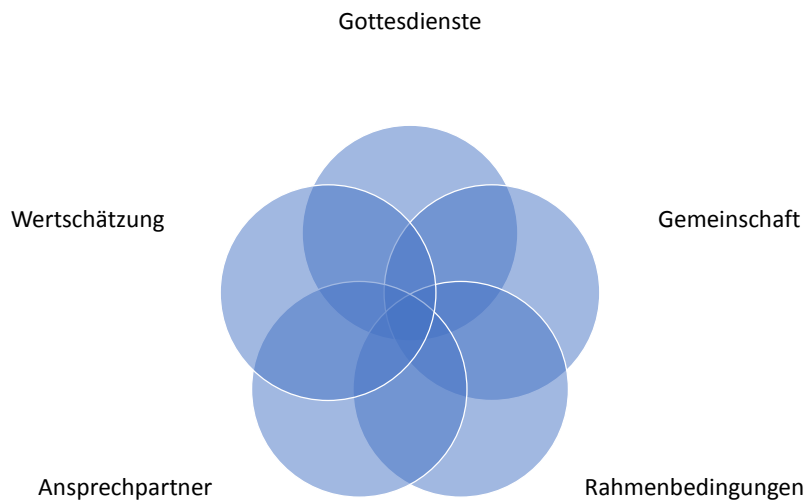 Gottesdienste
Wertschätzung
Gemeinschaft
Ansprechpartner
Rahmenbedingungen